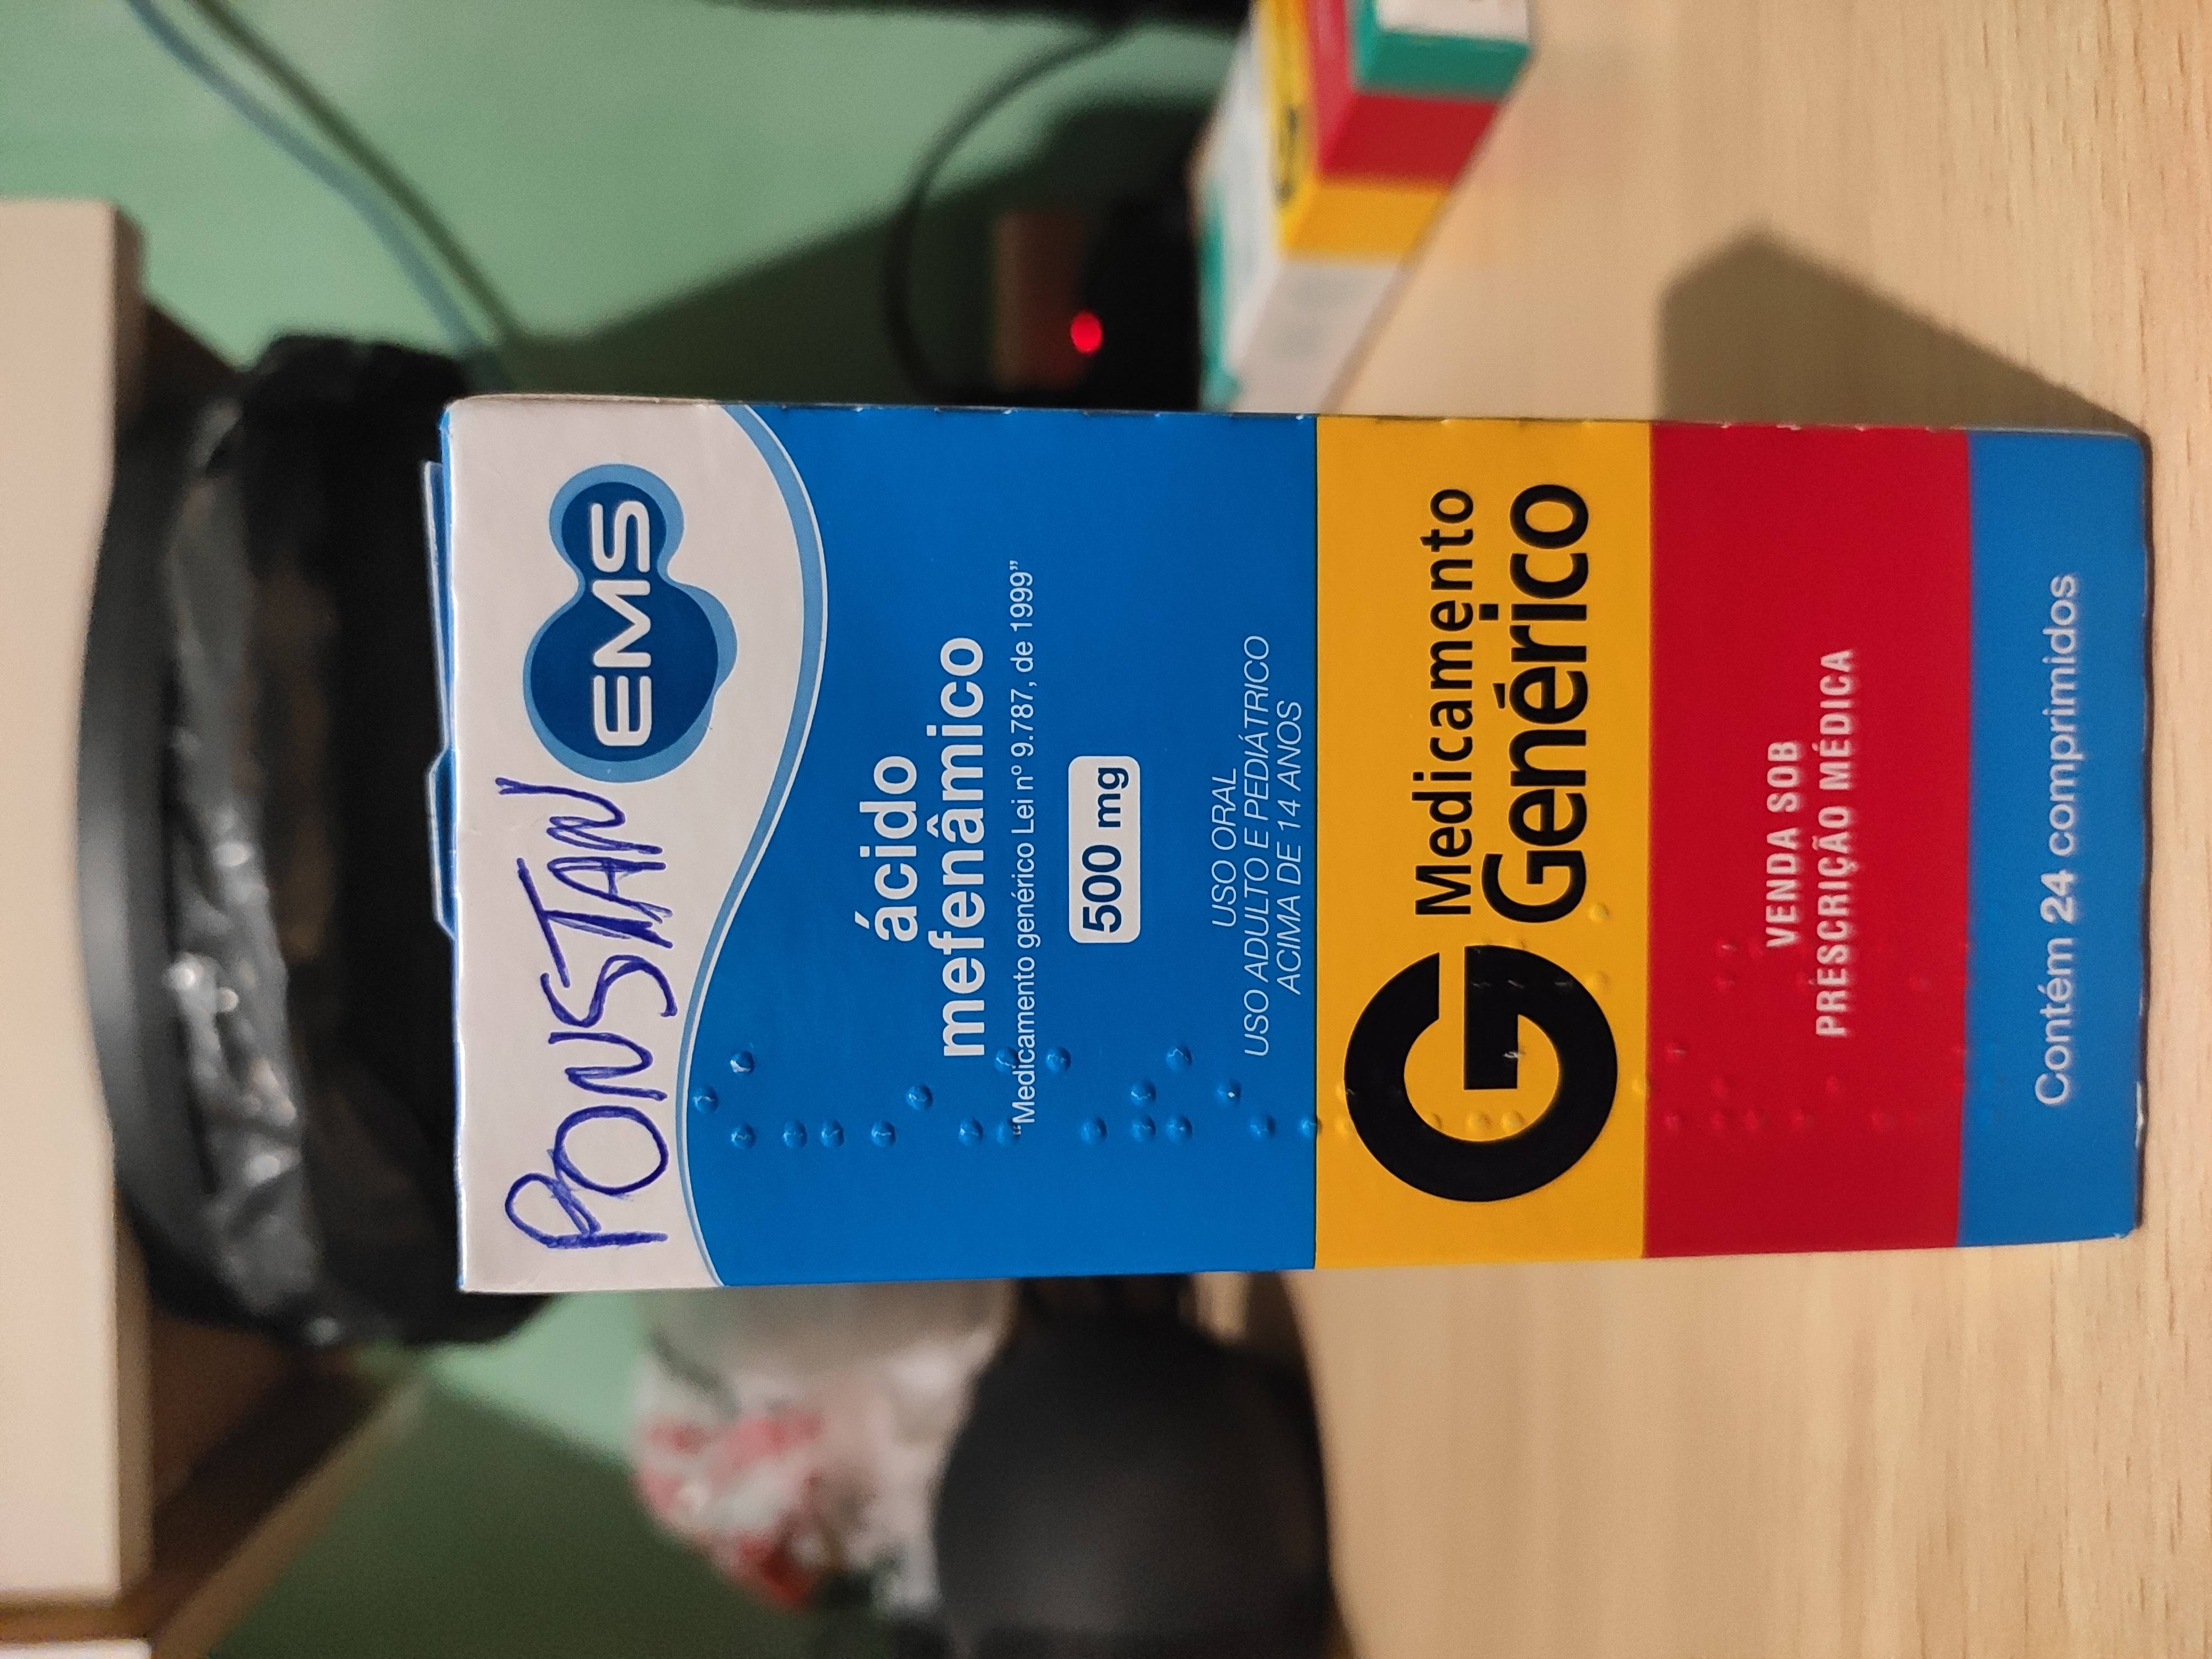 PONSTAN
EMS
ácido
mefenâmico
“Medicamento genérico Lei nº 9.787, de 1999”
500 mg
USO ORAL
USO ADULTO E PEDIÁTRICO
ACIMA DE 14 ANOS
G
Medicamento
Genérico
VENDA SOB
PRESCRIÇÃO MÉDICA
Contém 24 comprimidos